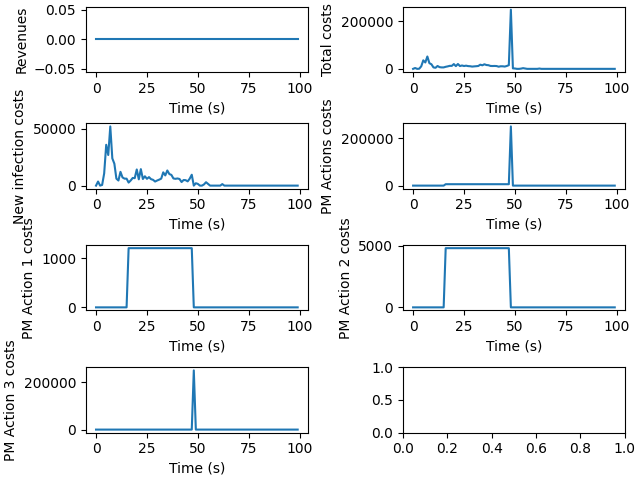 Revenues
0.05
0.00
−0.05
0 25 50 75 100
Time (s)
Total costs
200000
0
0 25 50 75 100
Time (s)
New infection costs
50000
0
0 25 50 75 100
Time (s)
PM Actions costs
200000
0
0 25 50 75 100
Time (s)
PM Action 1 costs
1000
0
0 25 50 75 100
Time (s)
PM Action 2 costs
5000
0
0 25 50 75 100
Time (s)
PM Action 3 costs
200000
0
0 25 50 75 100
Time (s)
1.0
0.5
0.0
0.0 0.2 0.4 0.6 0.8 1.0